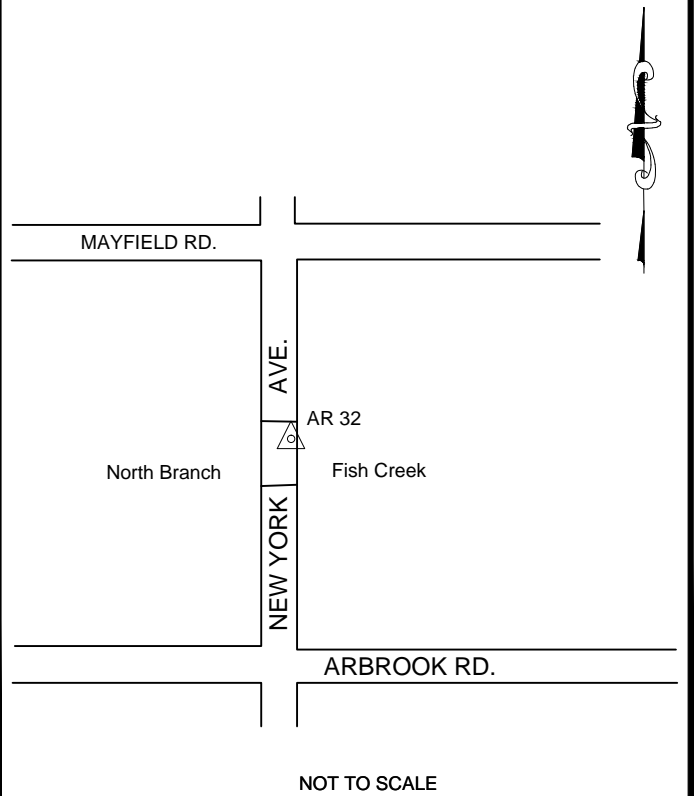 MAYFIELD RD.
AVE.
AR 32
North Branch
Fish Creek
NEW YORK
ARBROOK RD.
NOT TO SCALE